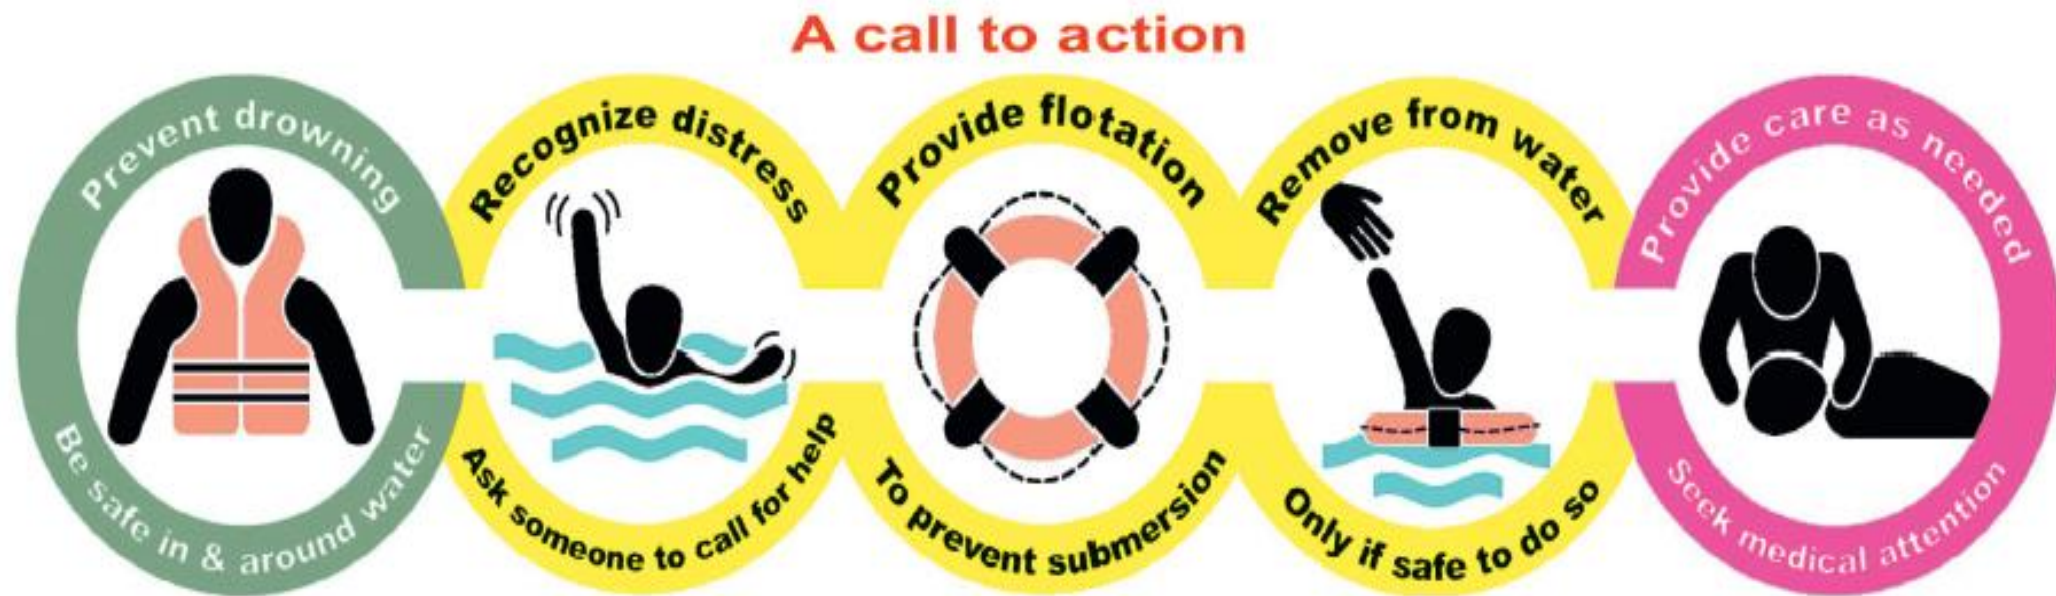 A call to action
Prevent drowning
Be safe in & around water
Recognize distress
Ask someone to call for help
Provide flotation
To prevent submersion
Remove from water
Only if safe to do so
Provide care as needed
Seek medical attention